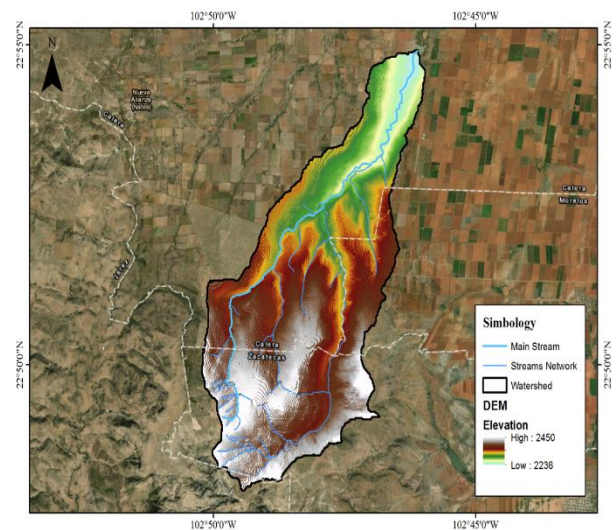 102°50'0"W 102°45'0"W
22°55'0"N
22°55'0"N
N
Nueva
Alianza
Calera
Calera
Morelos
Calera
Zacatecas
22°50'0"N
22°50'0"N
Simbology
Main Stream
Streams Network
Watershed
DEM
Elevation
High : 2450
Low : 2236
102°50'0"W 102°45'0"W